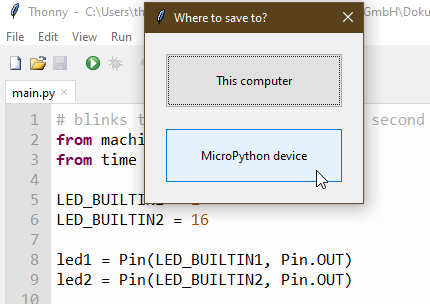 Thonny - C:\Users\th
GmbH\Doku
File Edit View Run
main.py
Where to save to?
This computer
MicroPython device
1 # blinks t second
2 from machi
3 from time
4
5 LED_BUILTIN
6 LED_BUILTIN2 = 16
7
8 led1 = Pin(LED_BUILTIN1, Pin.OUT)
9 led2 = Pin(LED_BUILTIN2, Pin.OUT)
10